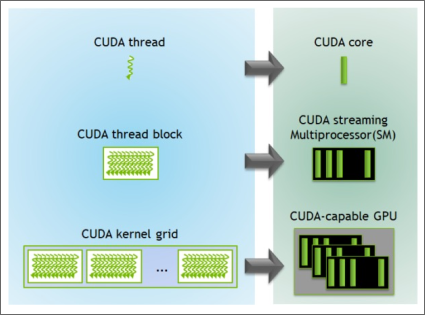 CUDA thread
CUDA core
CUDA thread block
CUDA streaming
Multiprocessor(SM)
CUDA kernel grid
CUDA-capable GPU
...